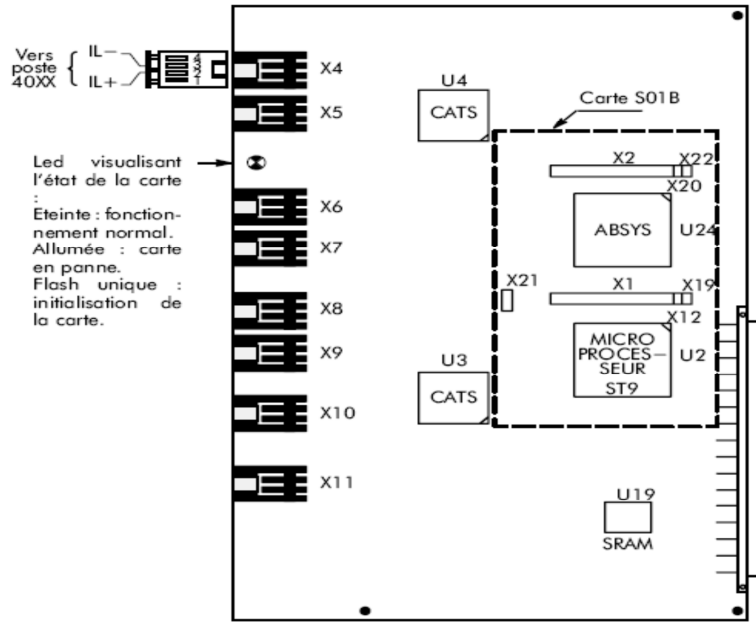 Vers
poste
40XX
IL−
IL+
4
3
2
1
X4
X5
Led visualisant
l'état de la carte
:
Eteinte : fonction-
nement normal.
Allumée : carte
en panne.
Flash unique :
initialisation de
la carte.
X6
X7
X8
X9
X10
X11
U4
CATS
Carte S01B
X2
X22
X20
ABSYS
U24
X21
X1
X19
X12
MICRO
PROCES−
SEUR
ST9
U2
U3
CATS
U19
SRAM